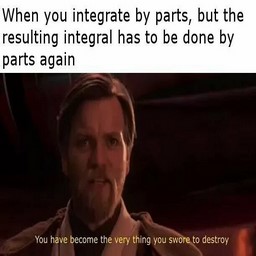 When you integrate by parts, but the
resulting integral has to be done by
parts again
You have become the very thing you swore to destroy